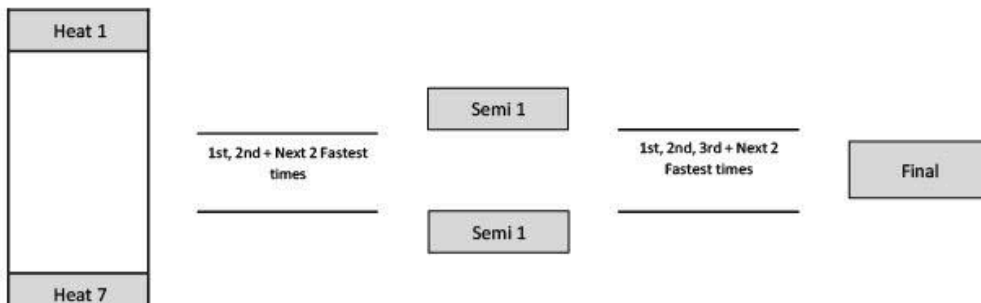 Heat 1
Semi 1
1st, 2nd + Next 2 Fastest
times
1st, 2nd, 3rd + Next 2
Fastest times
Final
Semi 1
Heat 7